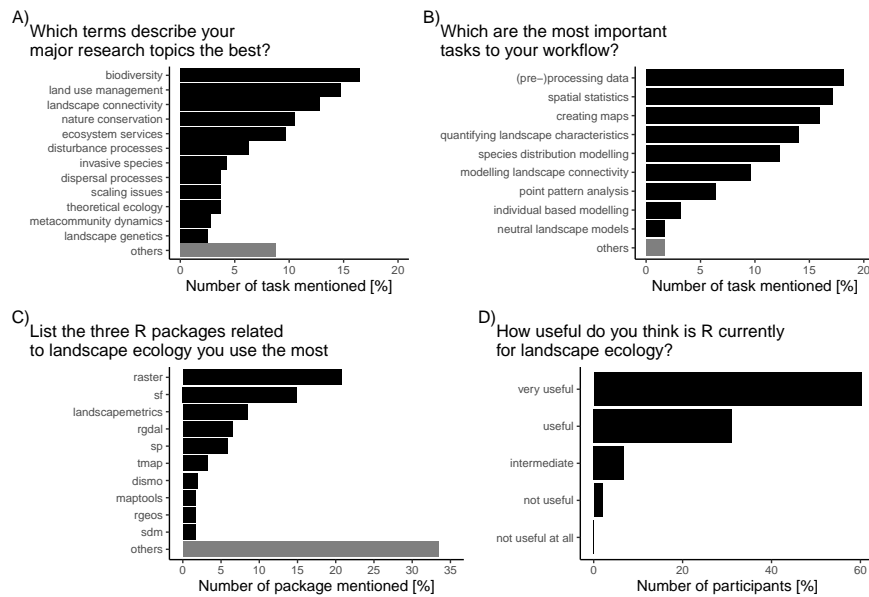 A)
Which terms describe your
major research topics the best?
biodiversity
land use management
landscape connectivity
nature conservation
ecosystem services
disturbance processes
invasive species
dispersal processes
scaling issues
theoretical ecology
metacommunity dynamics
landscape genetics
others
0 5 10 15 20
Number of task mentioned [%]
B)
Which are the most important
tasks to your workflow?
(pre-)processing data
spatial statistics
creating maps
quantifying landscape characteristics
species distribution modelling
modelling landscape connectivity
point pattern analysis
individual based modelling
neutral landscape models
others
0 5 10 15 20
Number of task mentioned [%]
C)
List the three R packages related
to landscape ecology you use the most
raster
sf
landscapemetrics
rgdal
sp
tmap
dismo
maptools
rgeos
sdm
others
0 5 10 15 20 25 30 35
Number of package mentioned [%]
D)
How useful do you think is R currently
for landscape ecology?
very useful
useful
intermediate
not useful
not useful at all
0 20 40 60
Number of participants [%]